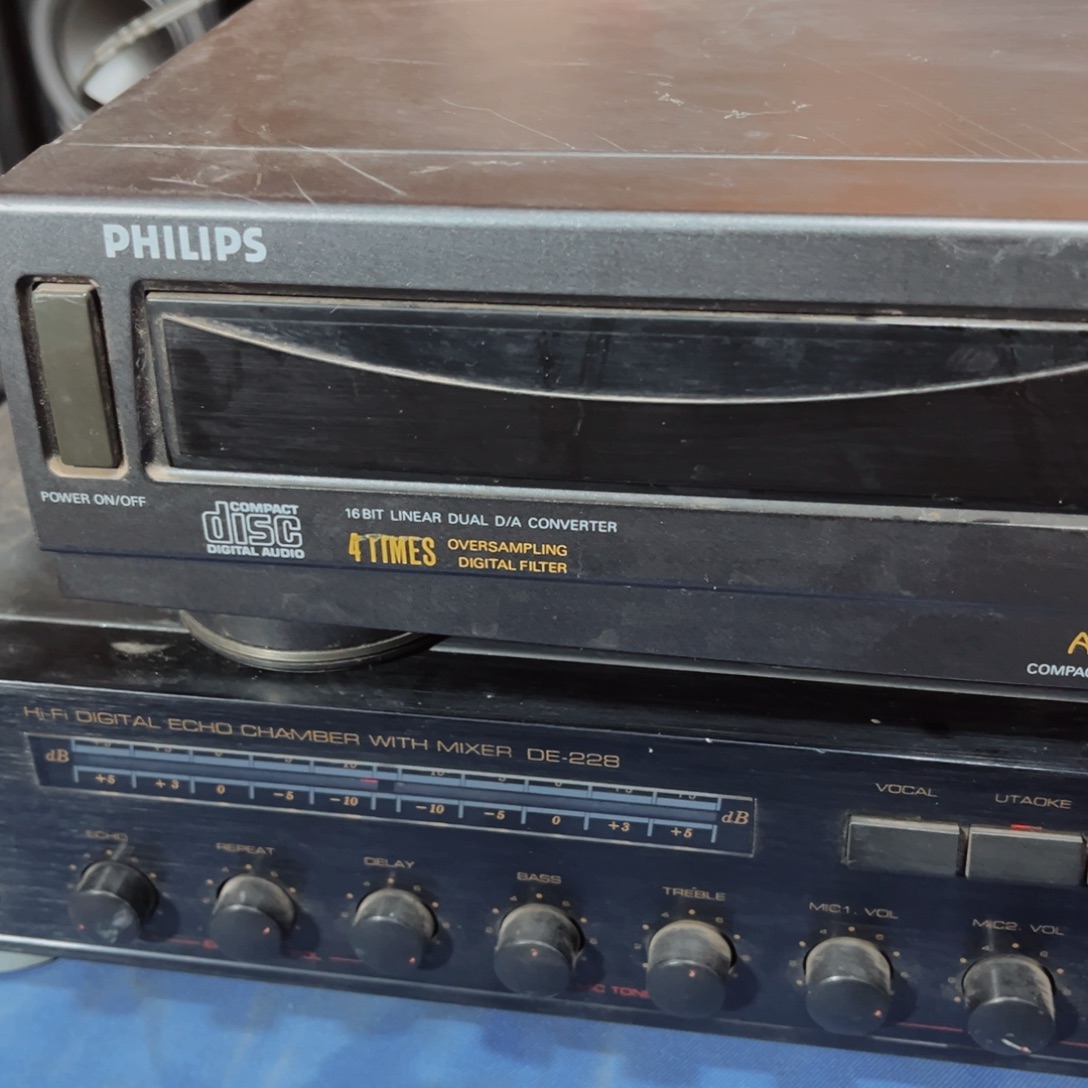 PHILIPS
POWER ON/OFF
COMPACT
disc
DIGITAL AUDIO
16 BIT LINEAR DUAL D/A CONVERTER
4 TIMES OVERSAMPLING
DIGITAL FILTER
Hi-Fi DIGITAL ECHO CHAMBER WITH MIXER DE-228
dB +5 +3 0 -5 -10 -10 -5 0 +3 +5 dB
VOCAL UTAOKE
ECHO REPEAT DELAY BASS TREBLE MIC1. VOL MIC2. VOL